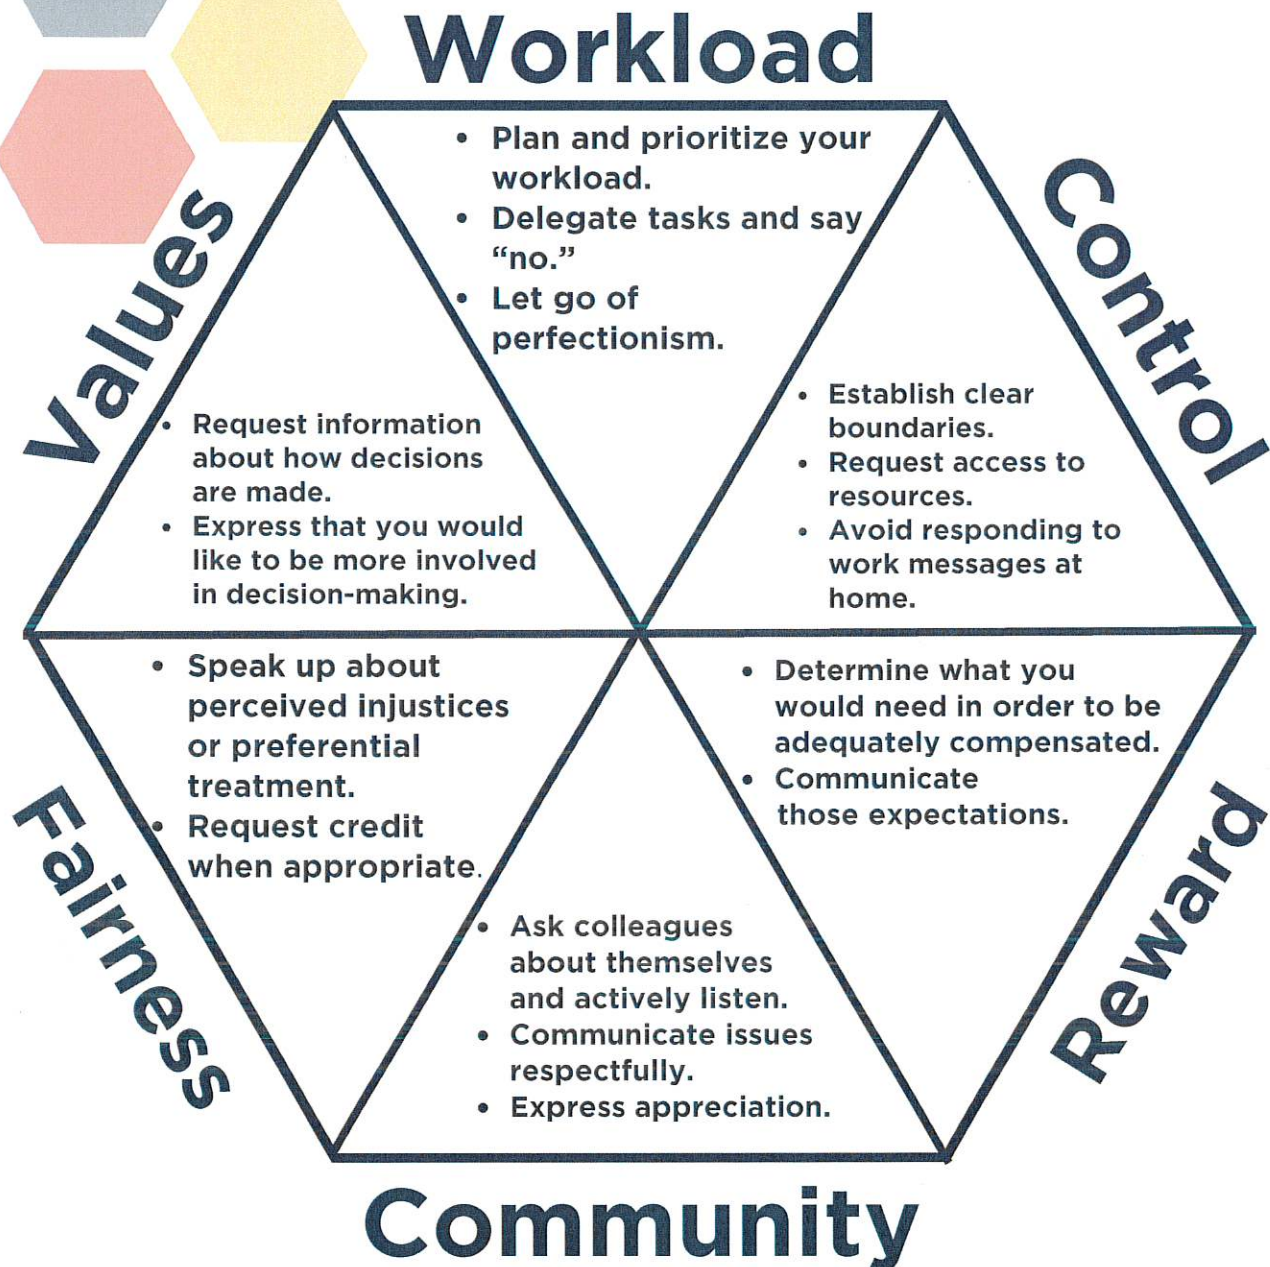 Workload
• Plan and prioritize your
workload.
• Delegate tasks and say
“no.”
• Let go of
perfectionism.
Control
• Establish clear
boundaries.
• Request access to
resources.
• Avoid responding to
work messages at
home.
Reward
• Determine what you
would need in order to be
adequately compensated.
• Communicate
those expectations.
Community
• Ask colleagues
about themselves
and actively listen.
• Communicate issues
respectfully.
• Express appreciation.
Fairness
• Speak up about
perceived injustices
or preferential
treatment.
• Request credit
when appropriate.
Values
• Request information
about how decisions
are made.
• Express that you would
like to be more involved
in decision-making.